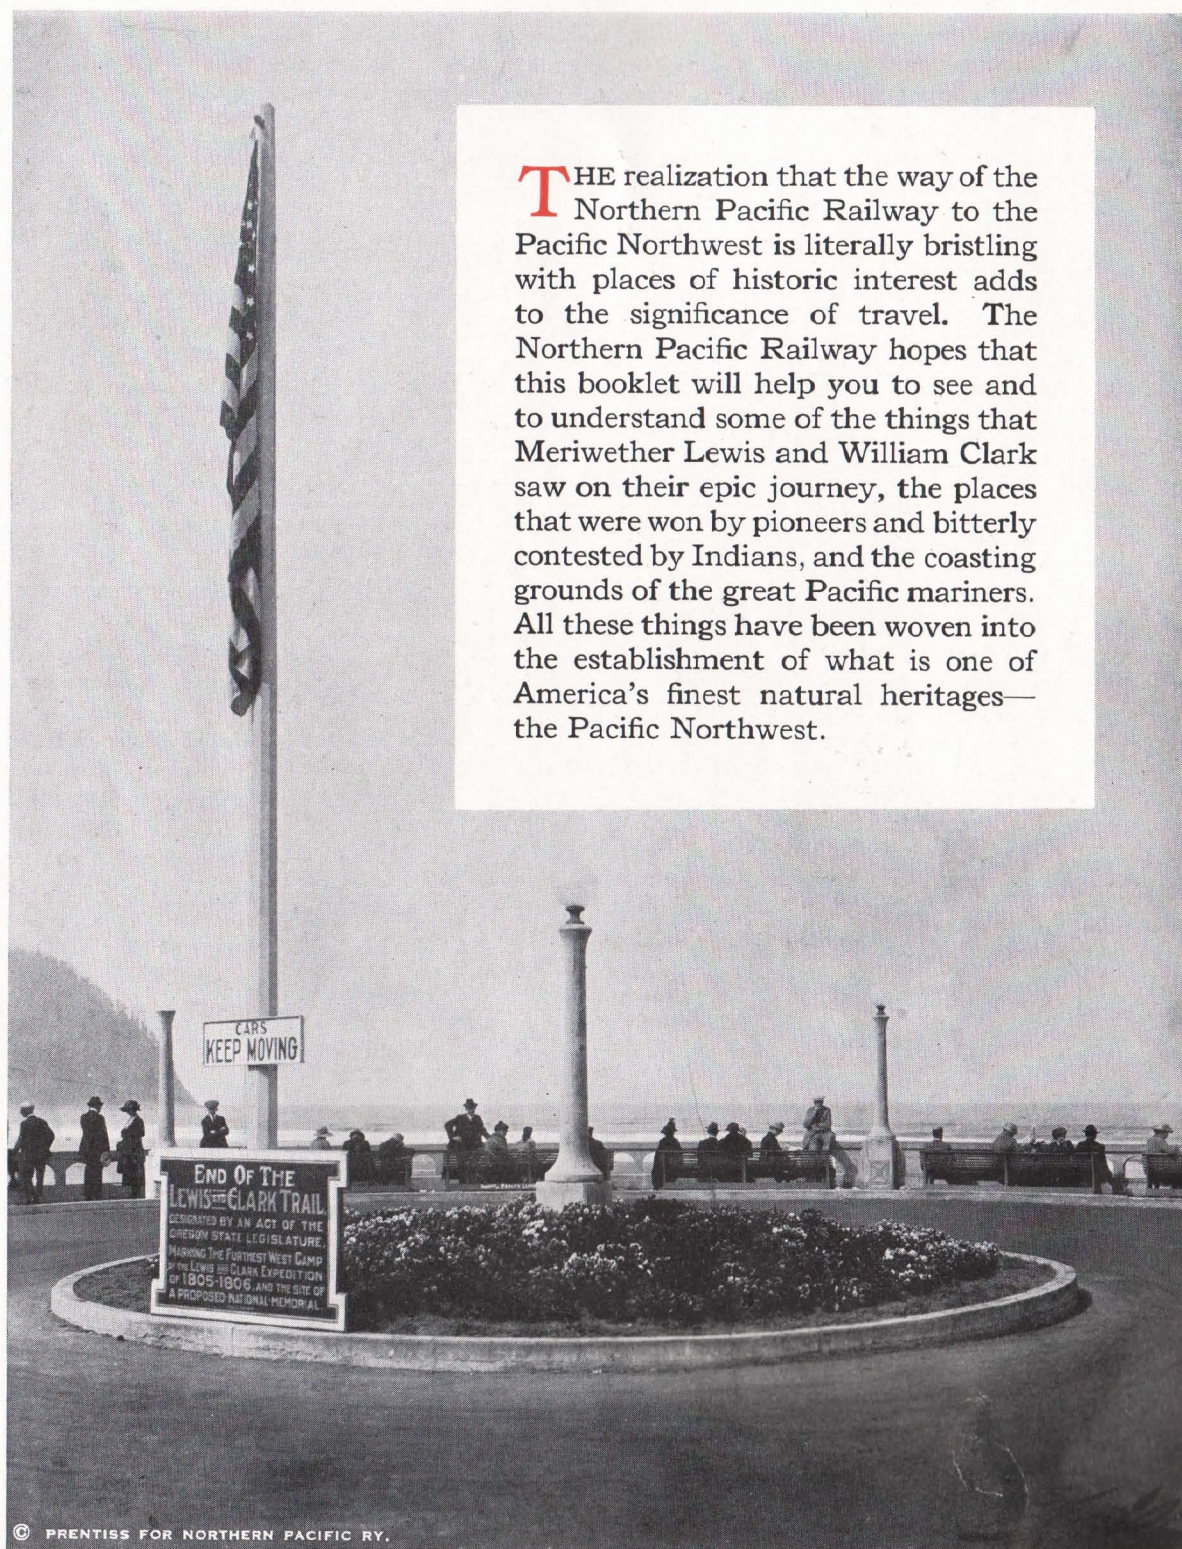 THE realization that the way of the
Northern Pacific Railway to the
Pacific Northwest is literally bristling
with places of historic interest adds
to the significance of travel. The
Northern Pacific Railway hopes that
this booklet will help you to see and
to understand some of the things that
Meriwether Lewis and William Clark
saw on their epic journey, the places
that were won by pioneers and bitterly
contested by Indians, and the coasting
grounds of the great Pacific mariners.
All these things have been woven into
the establishment of what is one of
America's finest natural heritages—
the Pacific Northwest.
CARS
KEEP MOVING
END OF THE
LEWIS AND CLARK TRAIL
DESIGNATED BY AN ACT OF THE
OREGON STATE LEGISLATURE
MARKING THE FURTHEST WEST CAMP
OF THE LEWIS AND CLARK EXPEDITION
OF 1805-1806, AND THE SITE OF
A PROPOSED NATIONAL MEMORIAL
© PRENTISS FOR NORTHERN PACIFIC RY.